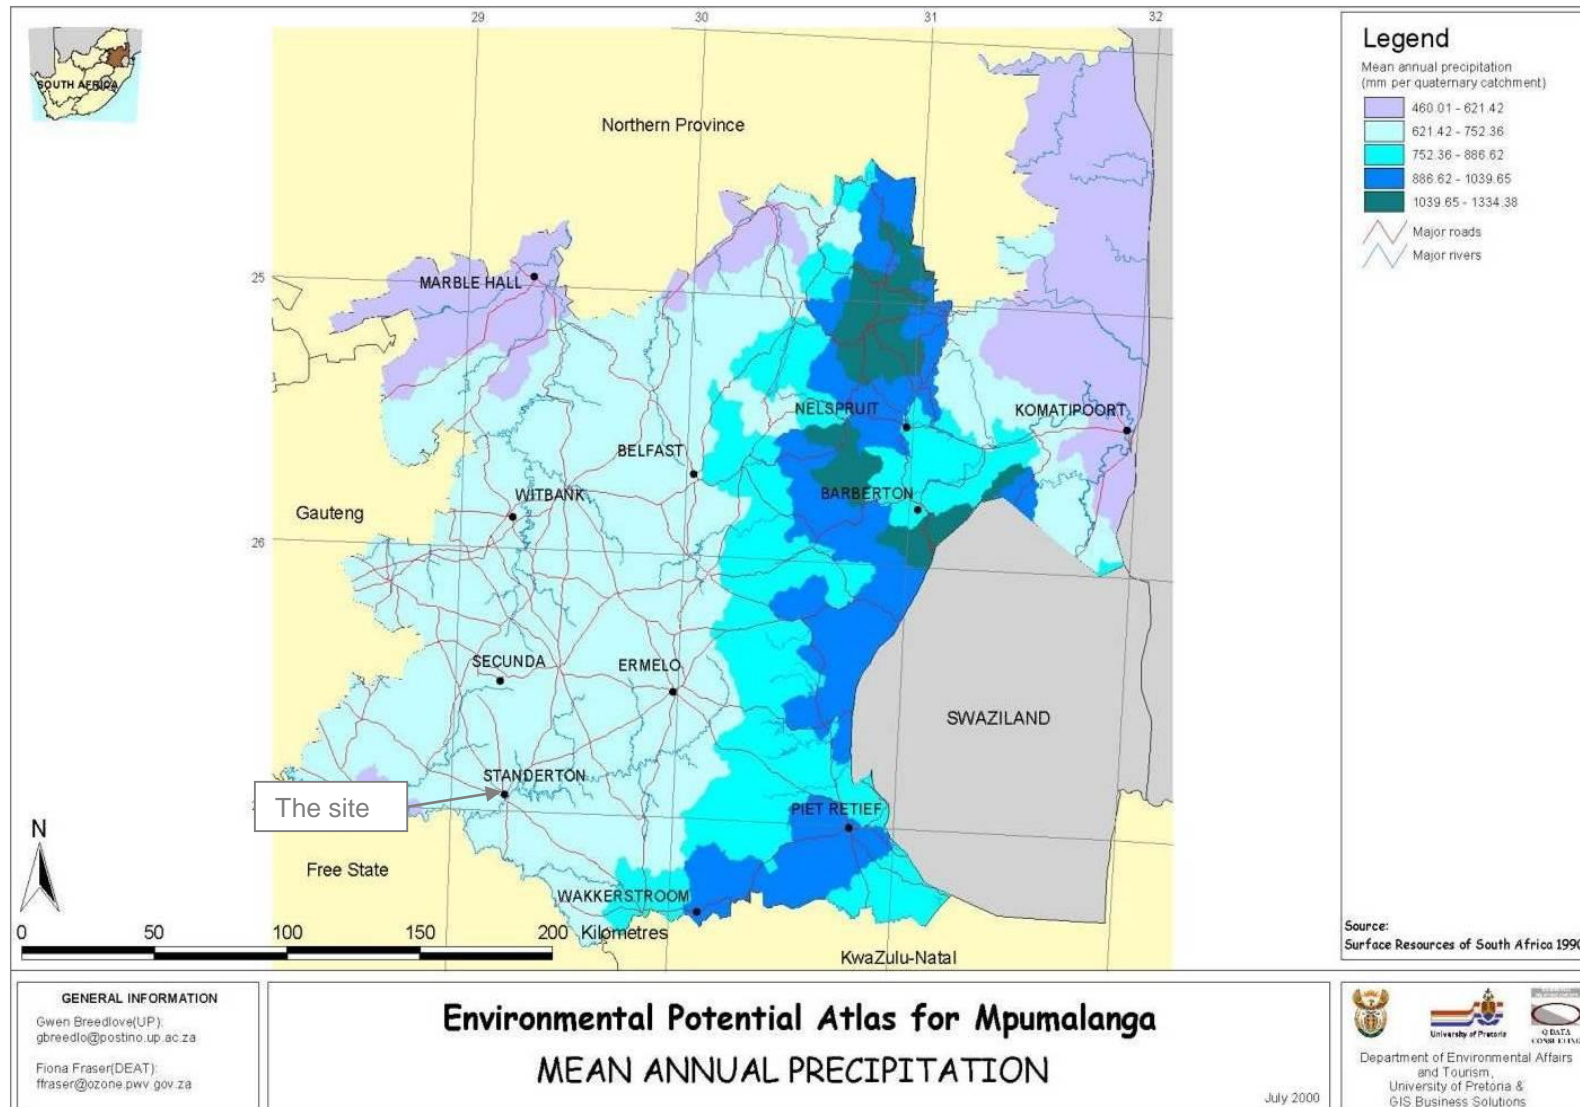 29
30
31
32
SOUTH AFRICA
Northern Province
25
MARBLE HALL
NELSPRUIT
KOMATIPOORT
BELFAST
WITBANK
BARBERTON
Gauteng
26
SECUNDA
ERMELO
SWAZILAND
STANDERTON
The site
PIET RETIEF
N
Free State
WAKKERSTROOM
0 50 100 150 200 Kilometres
KwaZulu-Natal
Legend
Mean annual precipitation
(mm per quaternary catchment)
460.01 - 621.42
621.42 - 752.36
752.36 - 886.62
886.62 - 1039.65
1039.65 - 1334.38
Major roads
Major rivers
Source:
Surface Resources of South Africa 1990
GENERAL INFORMATION
Gwen Breedlove(UP):
gbreedlo@postino.up.ac.za
Fiona Fraser(DEAT):
ffraser@ozone.pwv.gov.za
Environmental Potential Atlas for Mpumalanga
MEAN ANNUAL PRECIPITATION
July 2000
University of Pretoria
Q DATA
CONSULTING
Department of Environmental Affairs
and Tourism,
University of Pretoria &
GIS Business Solutions